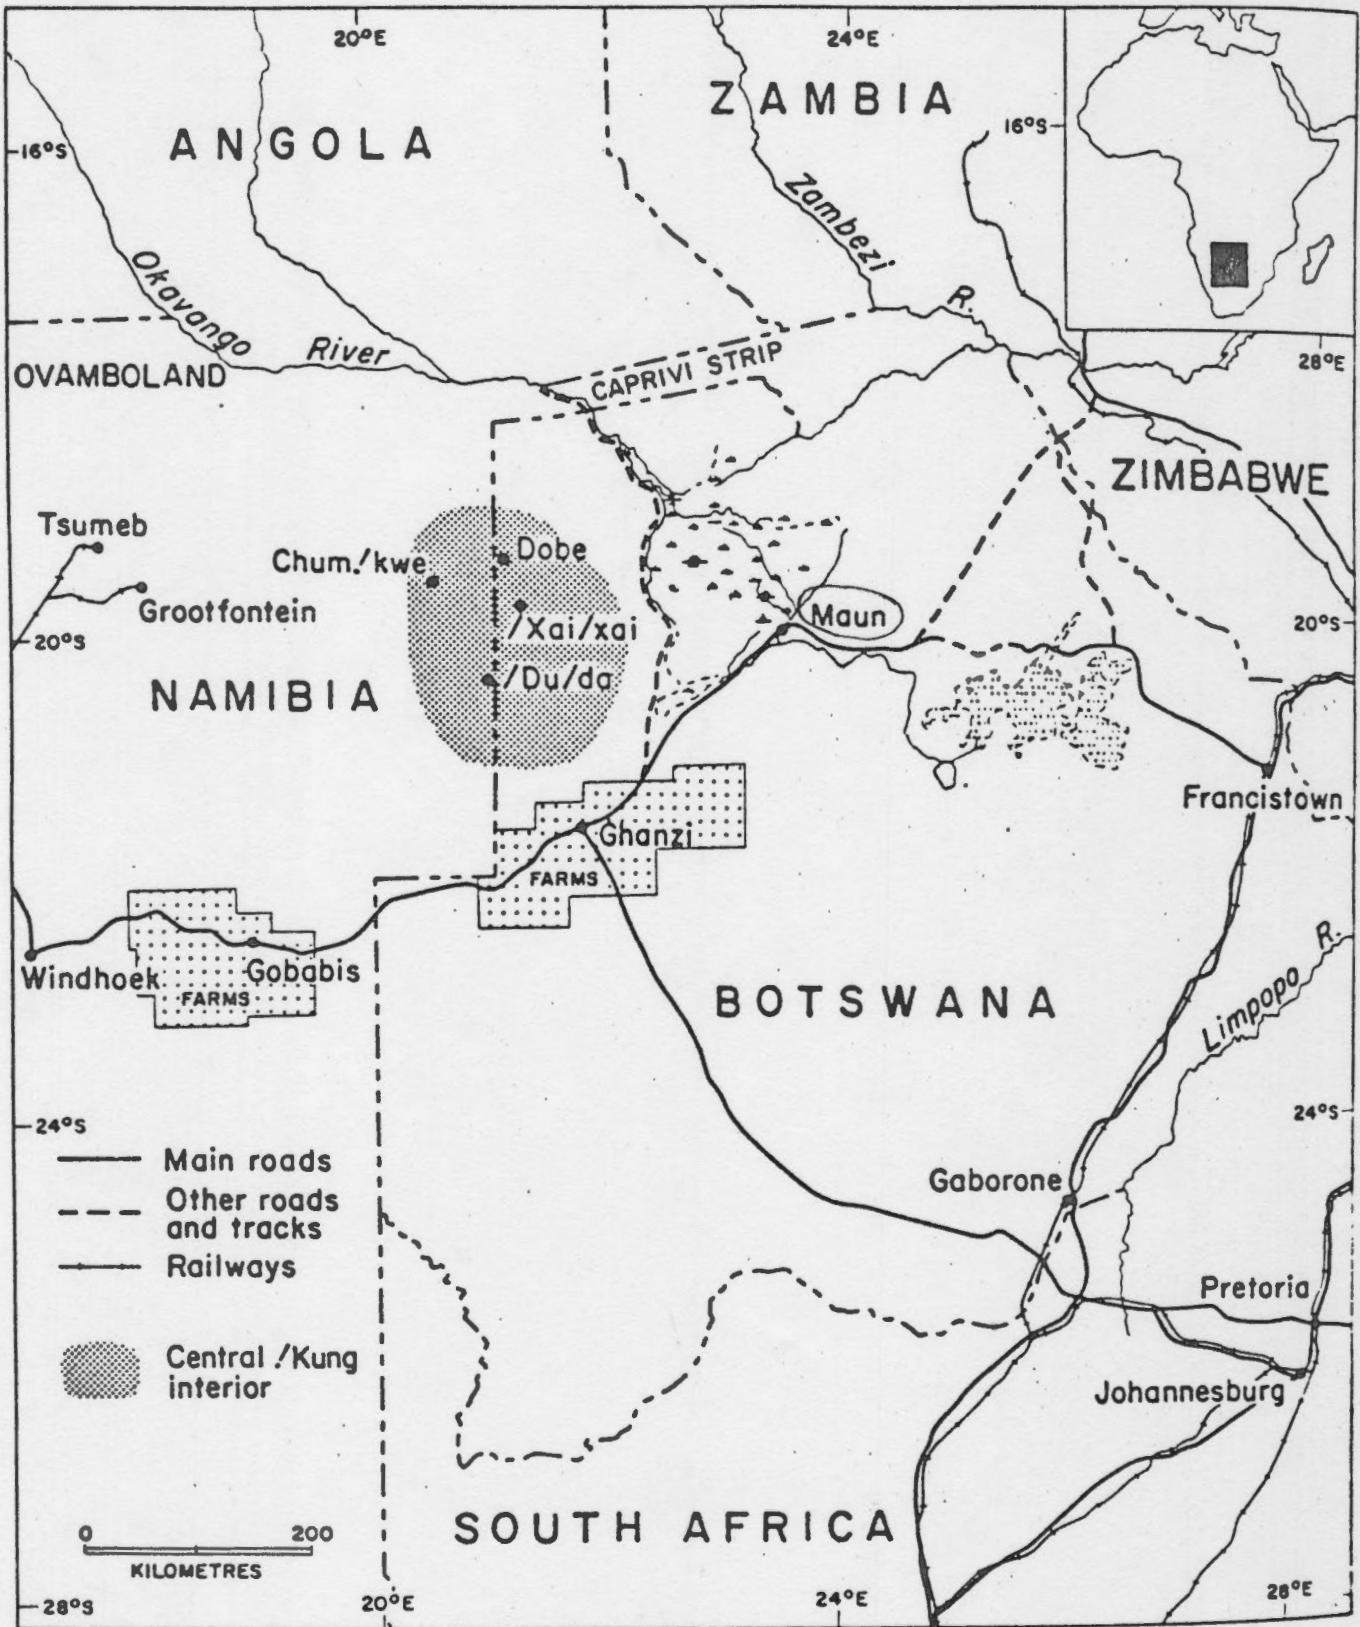 20°E
24°E
ZAMBIA
ANGOLA
16°S
16°S
Zambezi
R.
Okavango
River
28°E
OVAMBOLAND
CAPRIVI STRIP
ZIMBABWE
Tsumeb
Chum!kwe
Dobe
Grootfontein
/Xai/xai
Maun
20°S
20°S
/Du/da
NAMIBIA
Francistown
Ghanzi
FARMS
Windhoek
Gobabis
FARMS
BOTSWANA
Limpopo R.
24°S
24°S
Main roads
Gaborone
Other roads
and tracks
Railways
Pretoria
Central !Kung
interior
Johannesburg
SOUTH AFRICA
0 200
KILOMETRES
28°S
20°E
24°E
28°E